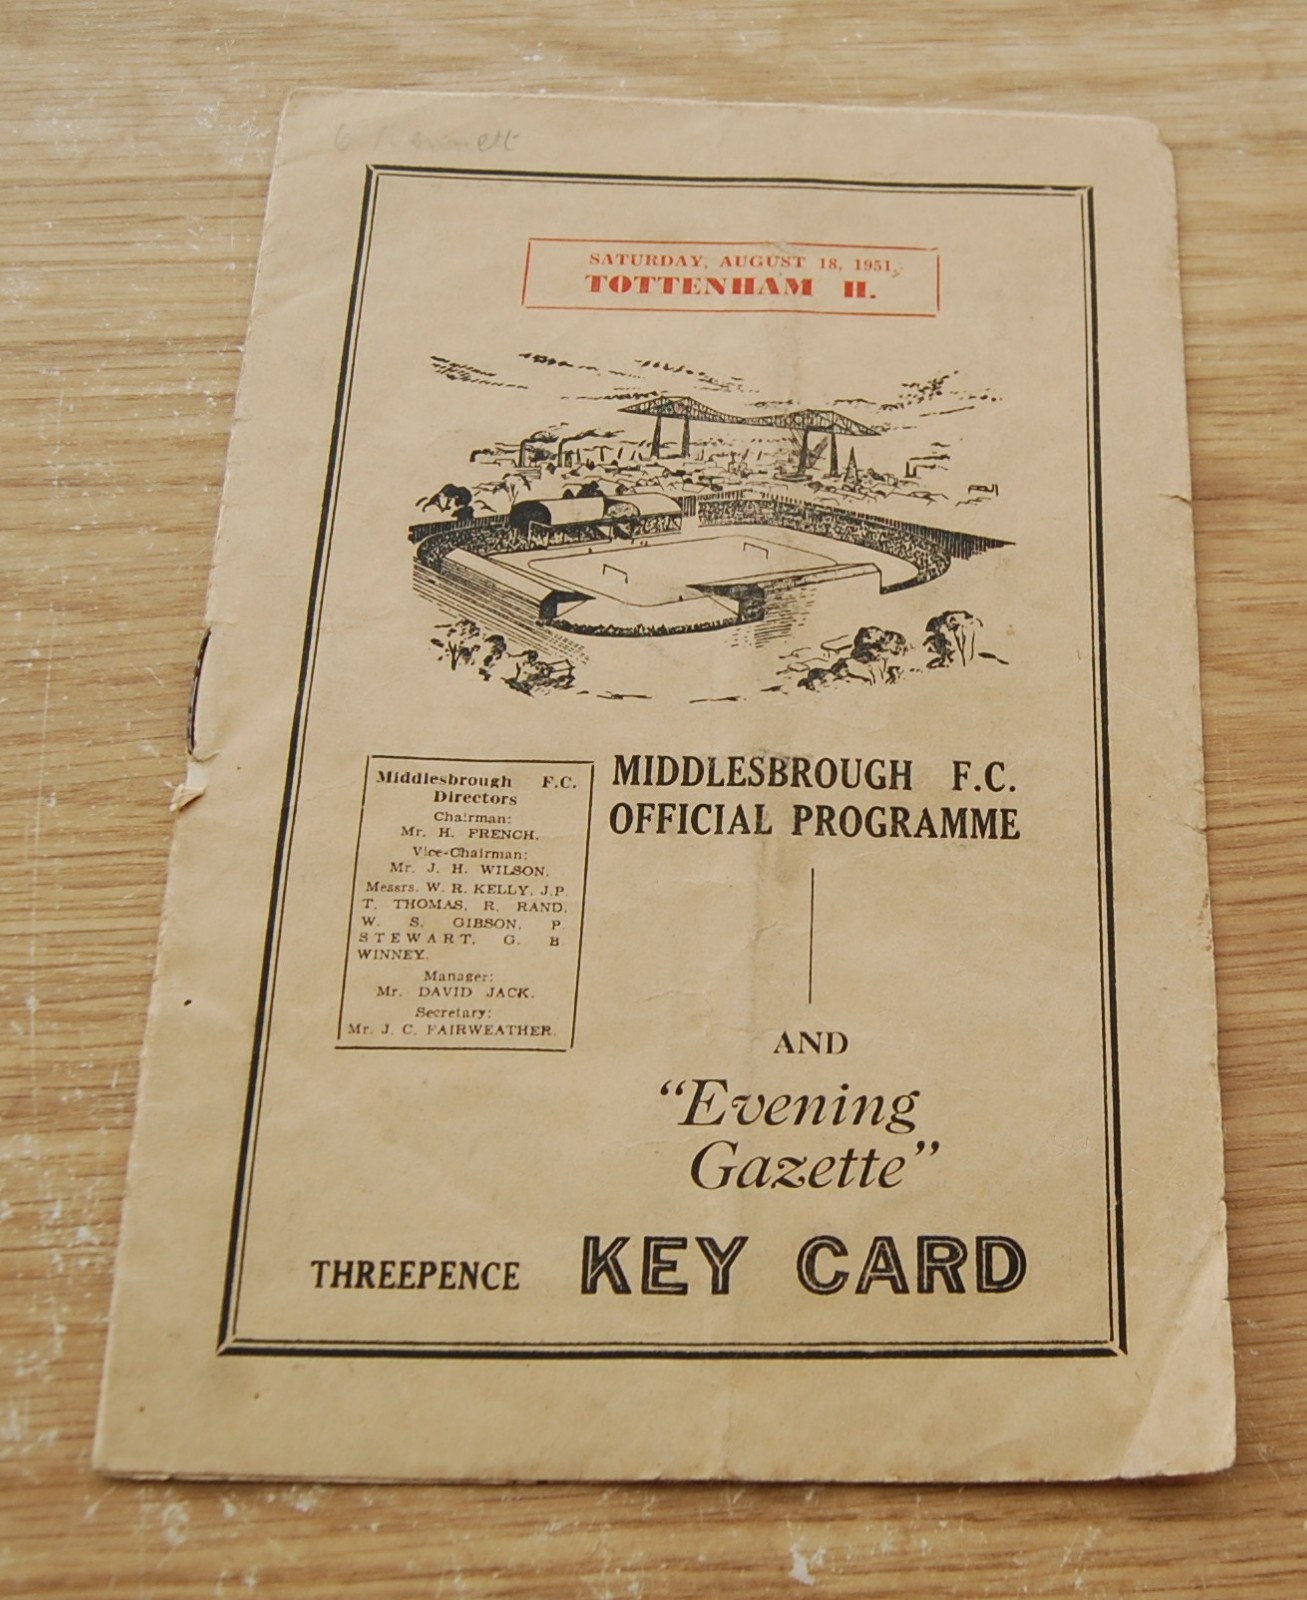 SATURDAY, AUGUST 18, 1951,
TOTTENHAM H.
Middlesbrough F.C.
Directors
Chairman:
Mr. H. FRENCH.
Vice-Chairman:
Mr. J. H. WILSON.
Messrs. W. R. KELLY, J.P.
T. THOMAS, R. RAND,
W. S. GIBSON, P.
STEWART, G. B.
WINNEY.
Manager:
Mr. DAVID JACK.
Secretary:
Mr. J. C. FAIRWEATHER.
MIDDLESBROUGH F.C.
OFFICIAL PROGRAMME
AND
"Evening
Gazette"
THREEPENCE KEY CARD